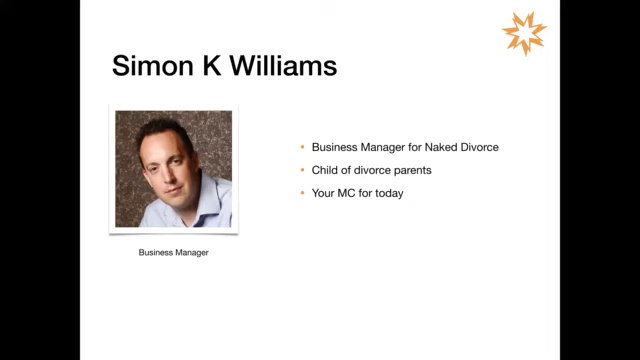 Simon K Williams
• Business Manager for Naked Divorce
• Child of divorce parents
• Your MC for today
Business Manager